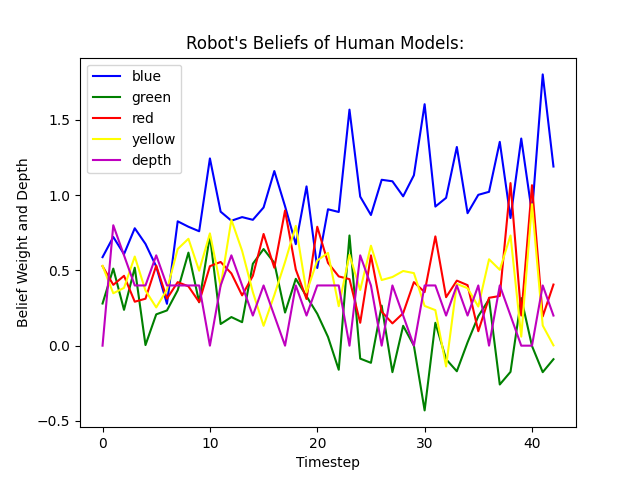 Robot's Beliefs of Human Models:
blue
green
red
yellow
depth
Belief Weight and Depth
1.5
1.0
0.5
0.0
−0.5
0 10 20 30 40
Timestep